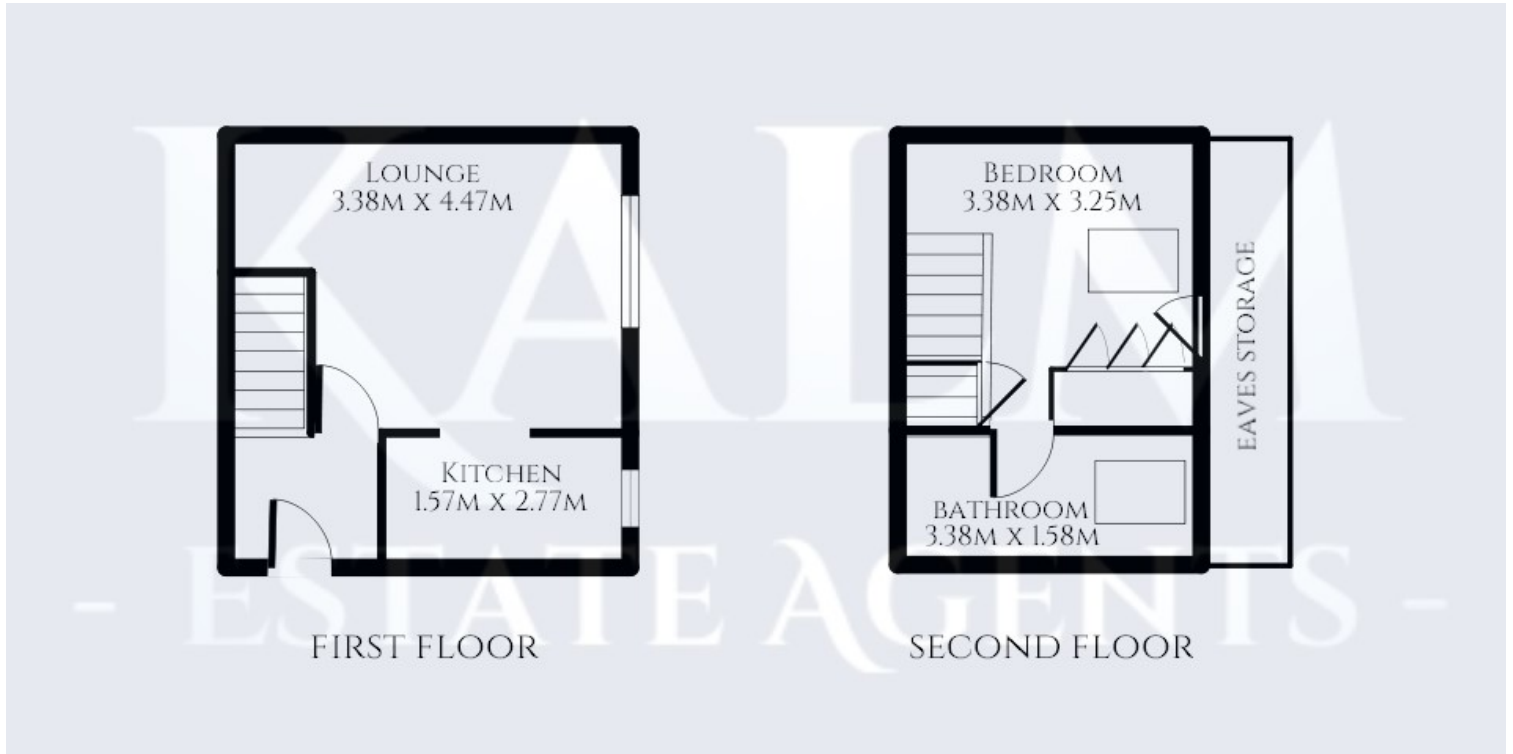 KALM
- ESTATE AGENTS -
LOUNGE
3.38M X 4.47M
KITCHEN
1.57M X 2.77M
FIRST FLOOR
BEDROOM
3.38M X 3.25M
EAVES STORAGE
BATHROOM
3.38M X 1.58M
SECOND FLOOR